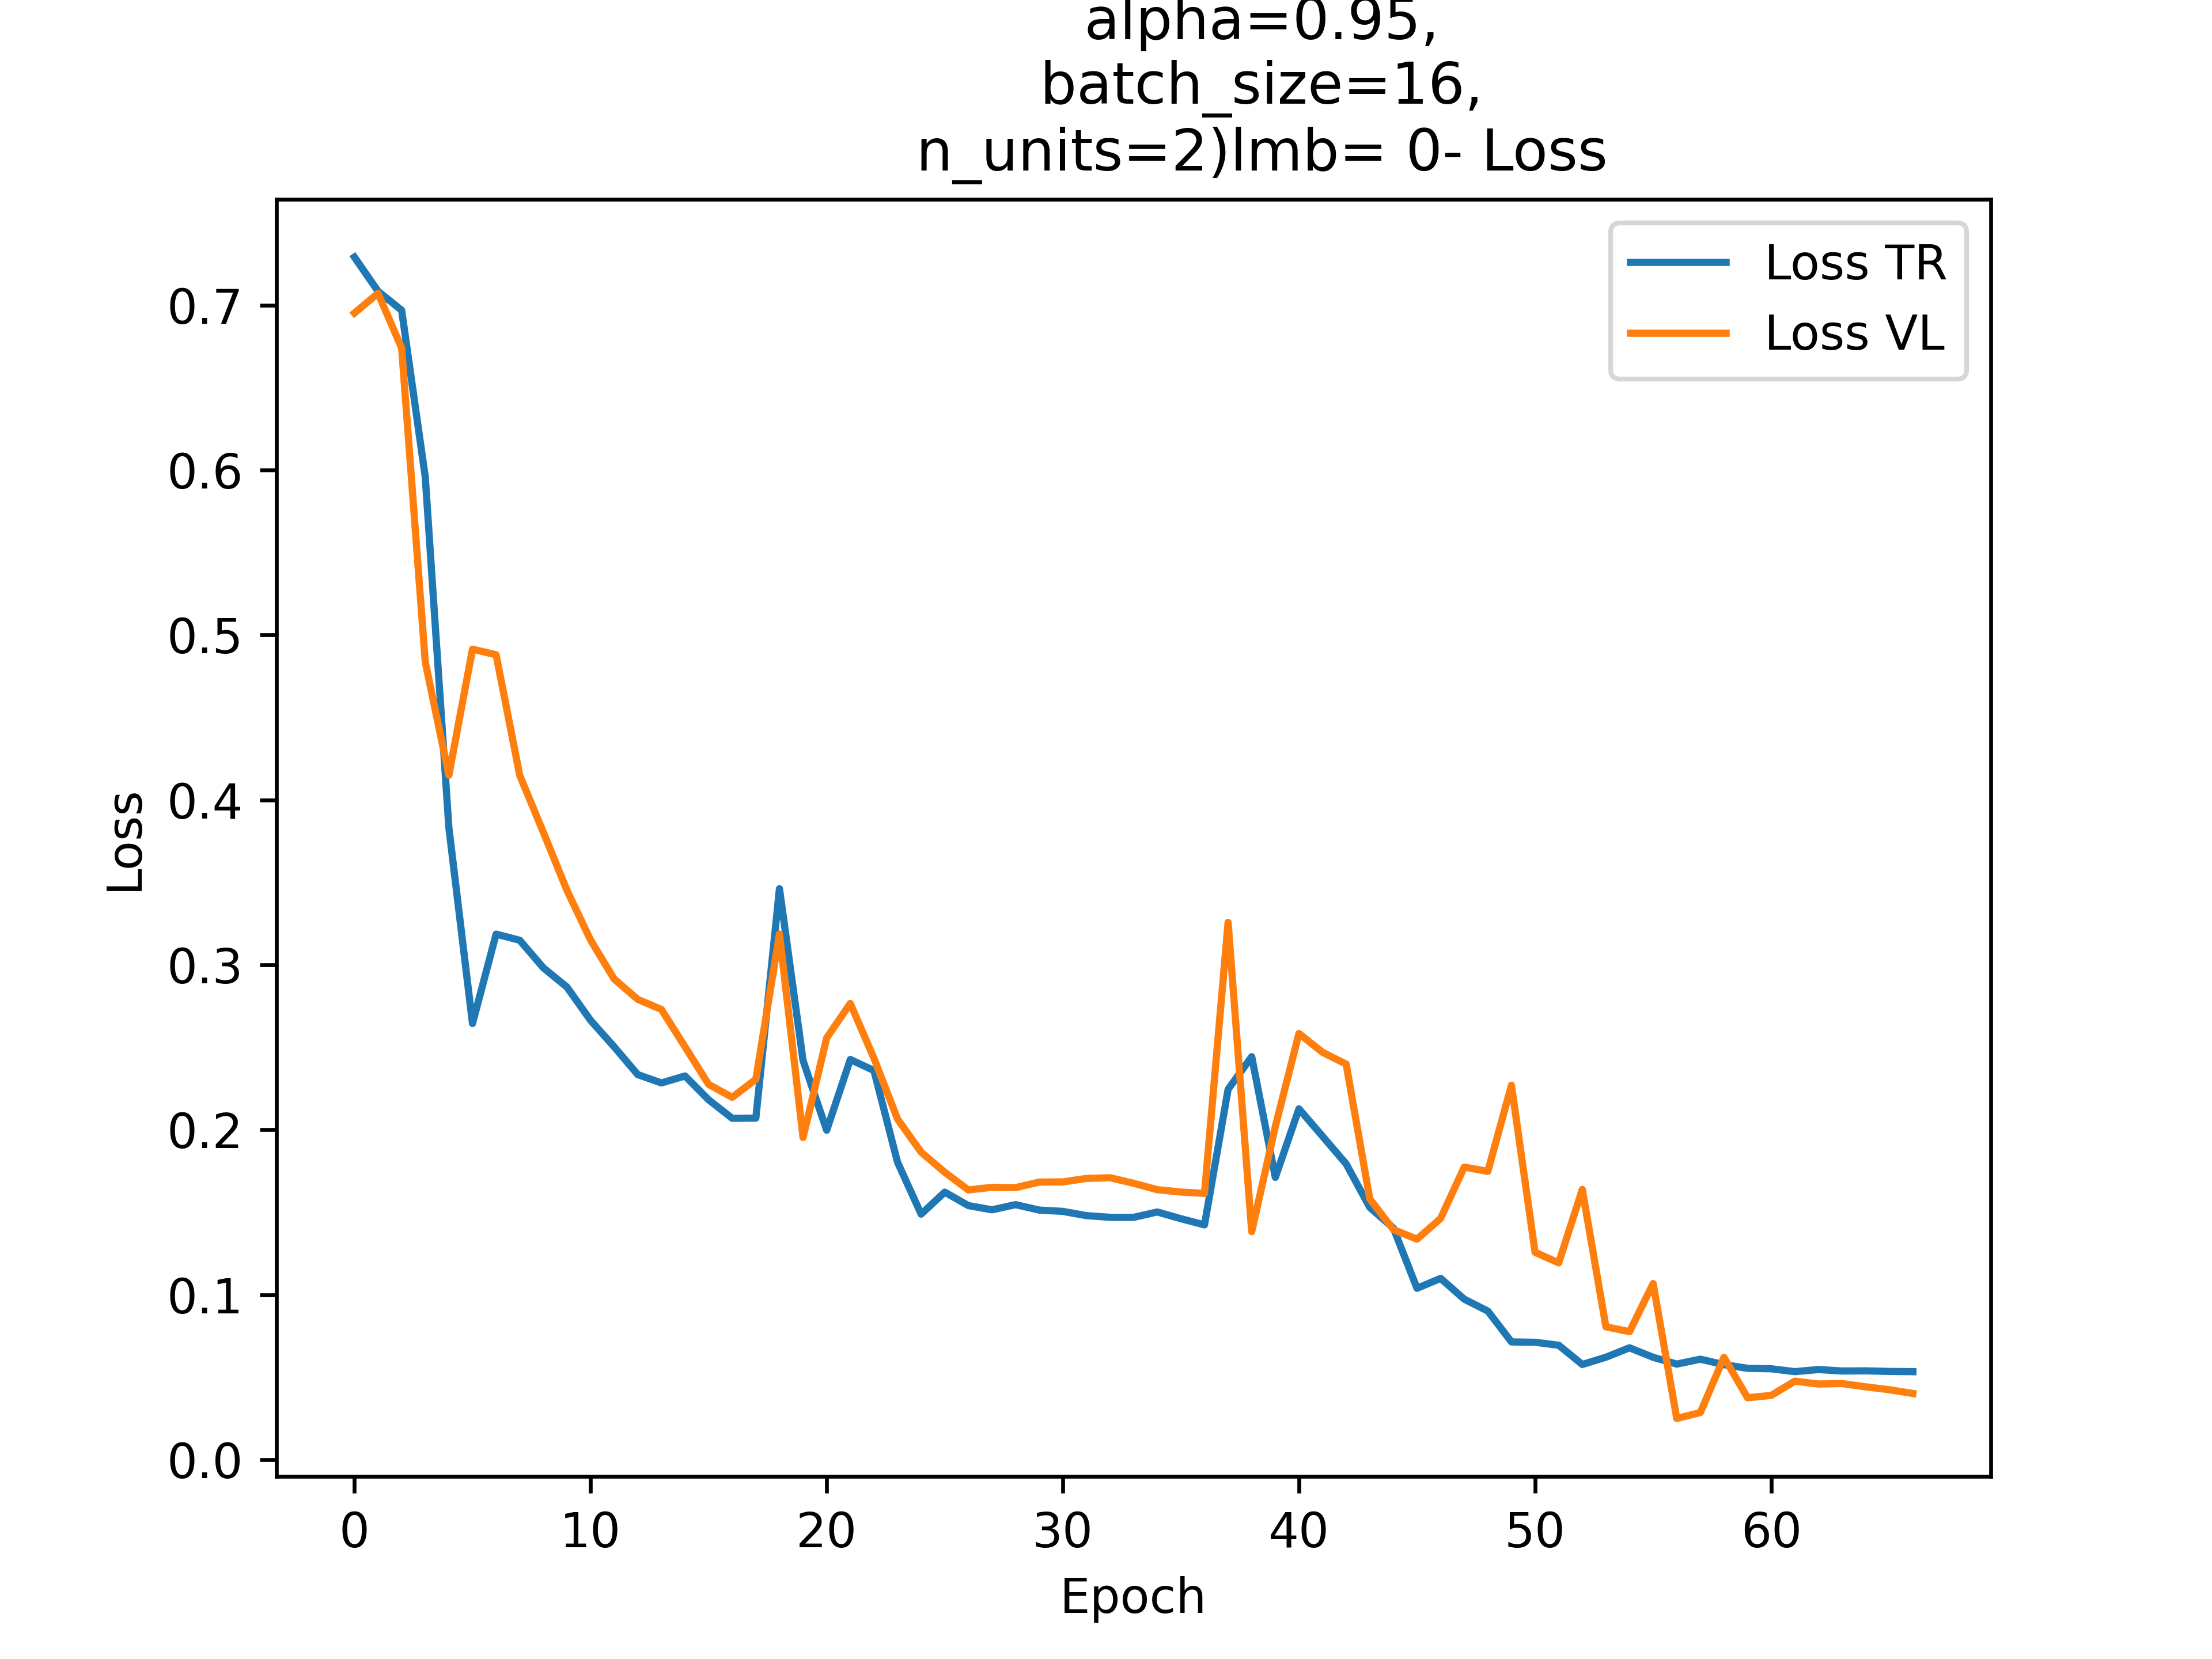 alpha=0.95,
batch_size=16,
n_units=2)lmb= 0- Loss
Loss TR
Loss VL
0.7
0.6
0.5
0.4
0.3
0.2
0.1
0.0
Loss
0 10 20 30 40 50 60
Epoch